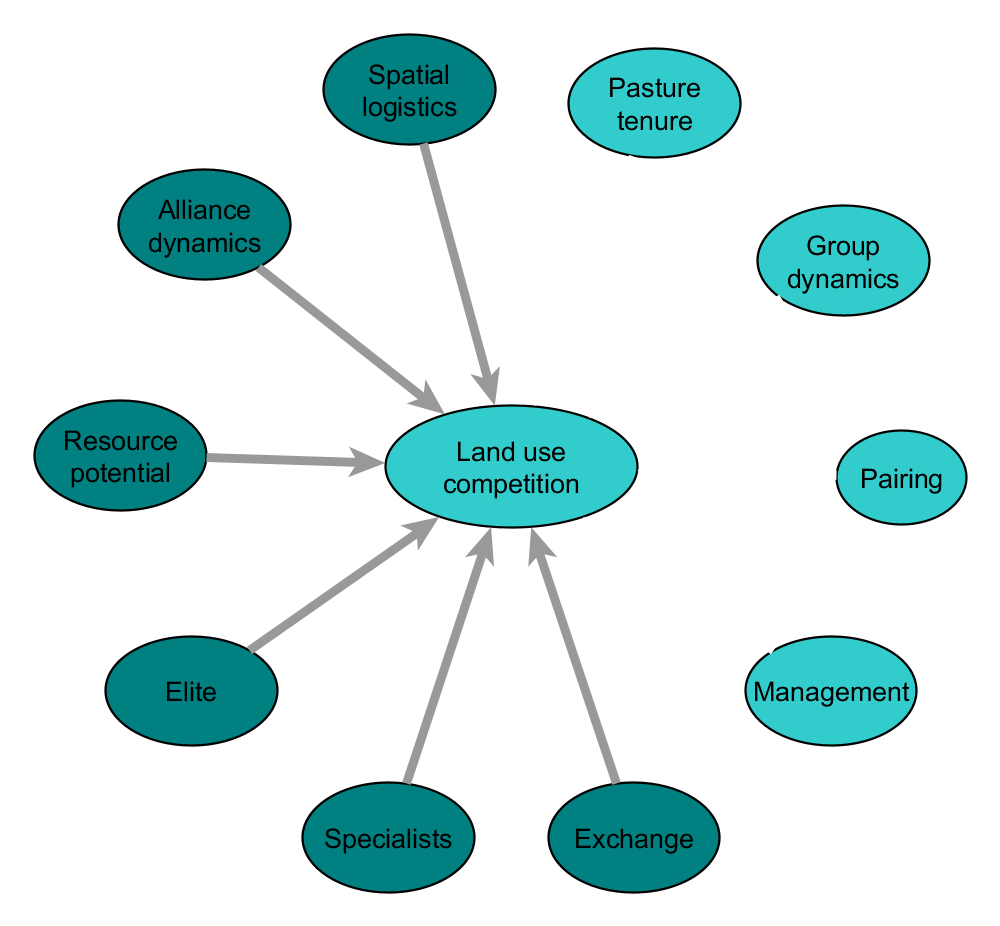 Spatial
logistics
Pasture
tenure
Alliance
dynamics
Group
dynamics
Resource
potential
Land use
competition
Pairing
Elite
Management
Specialists
Exchange